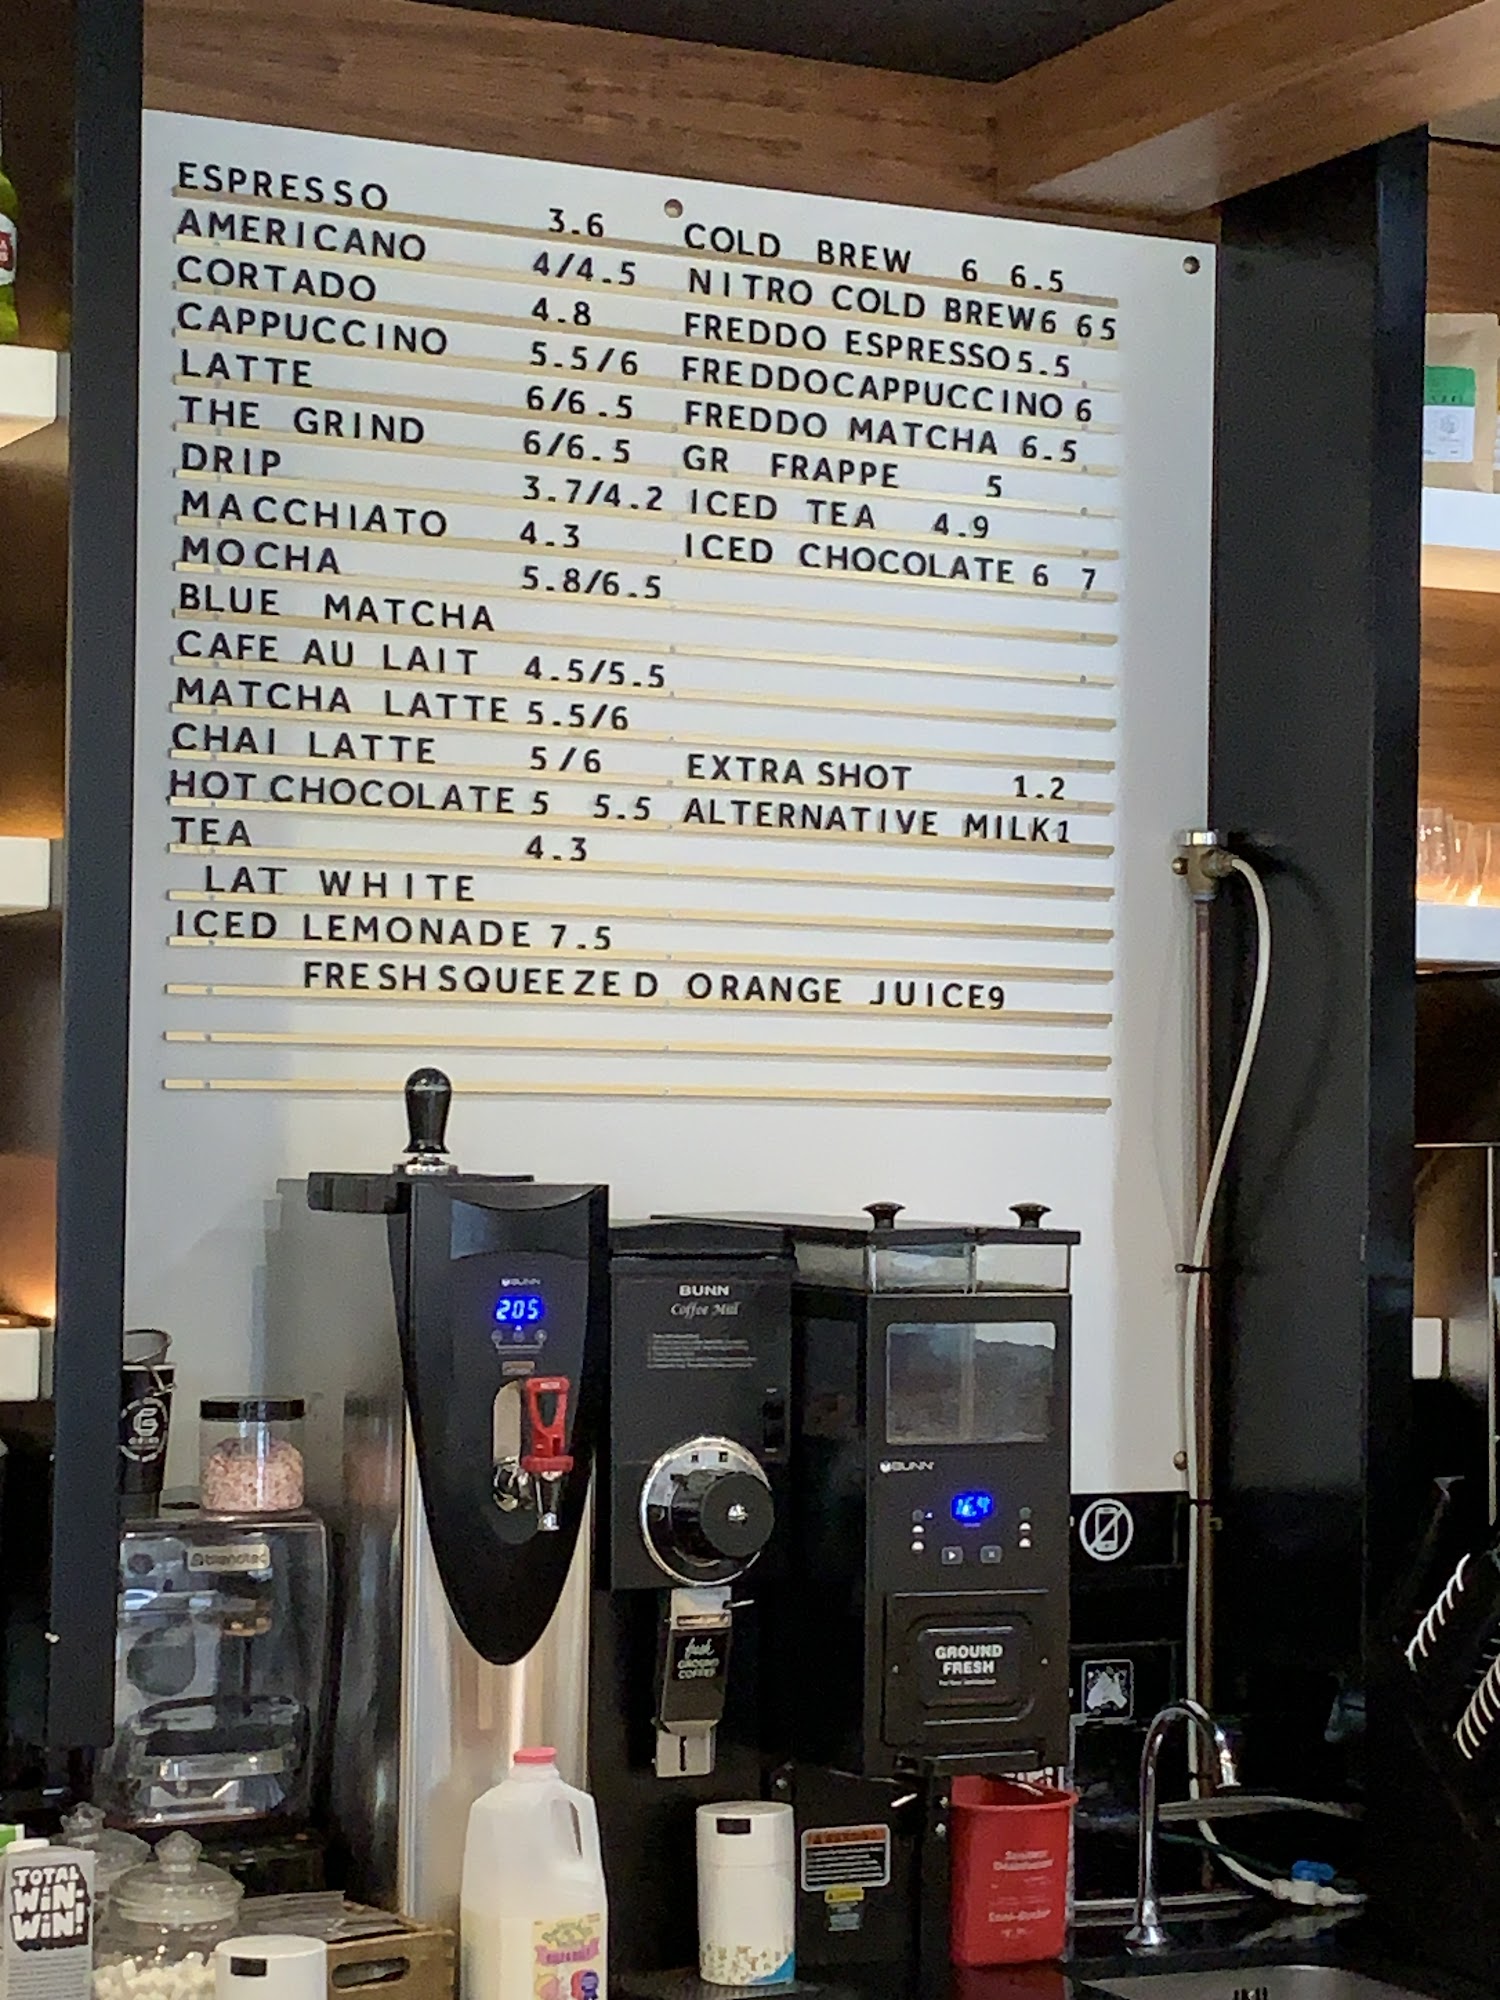 ESPRESSO 3.6
AMERICANO 4/4.5
CORTADO 4.8
CAPPUCCINO 5.5/6
LATTE 6/6.5
THE GRIND 6/6.5
DRIP 3.7/4.2
MACCHIATO 4.3
MOCHA 5.8/6.5
BLUE MATCHA
CAFE AU LAIT 4.5/5.5
MATCHA LATTE 5.5/6
CHAI LATTE 5/6
HOT CHOCOLATE 5 5.5
TEA 4.3
LAT WHITE
ICED LEMONADE 7.5
FRESH SQUEEZED ORANGE JUICE9
COLD BREW 6 6.5
NITRO COLD BREW6 65
FREDDO ESPRESSO 5.5
FREDDOCAPPUCCINO 6
FREDDO MATCHA 6.5
GR FRAPPE 5
ICED TEA 4.9
ICED CHOCOLATE 6 7
EXTRA SHOT 1.2
ALTERNATIVE MILK1
BUNN
205
BUNN
Coffee Mill
BUNN
GROUND
FRESH
fresh
GROUND
COFFEE
blendtec
TOTAL
WiN-
WiN!